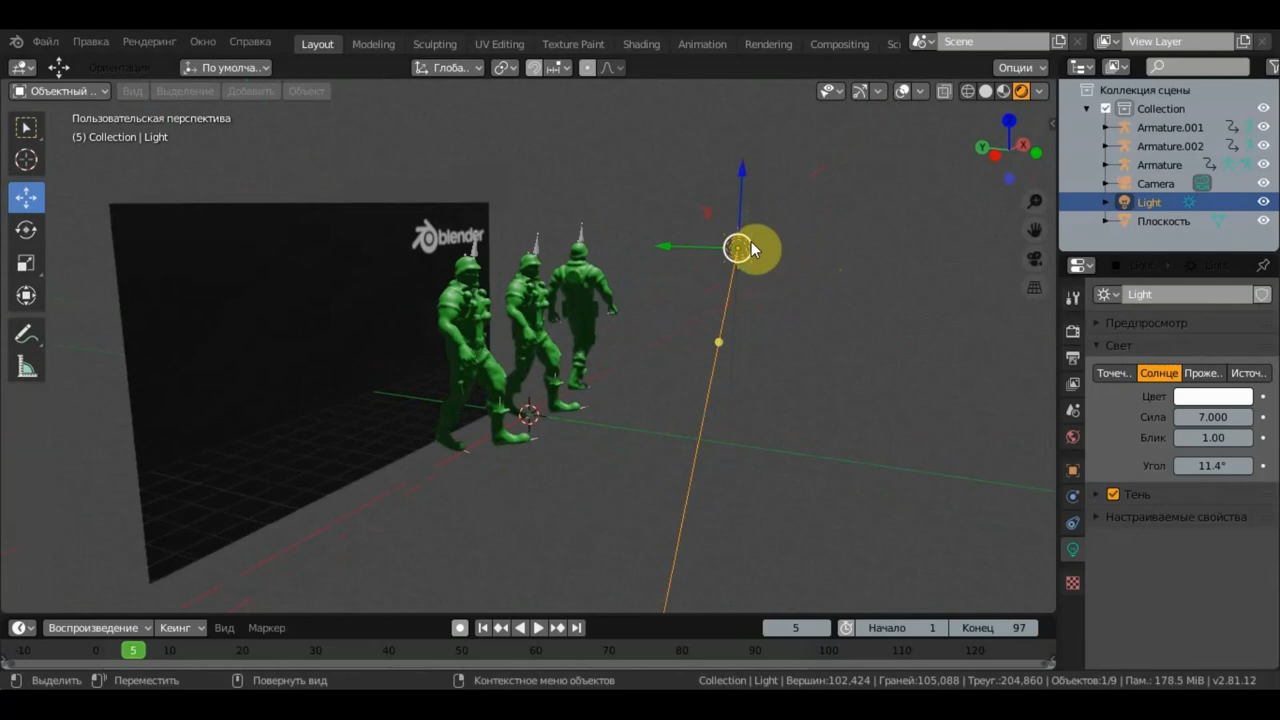 Файл Правка Рендеринг Окно Справка Layout Modeling Sculpting UV Editing Texture Paint Shading Animation Rendering Compositing Sc Scene View Layer
Ориентация По умолча.. Глоба.. Опции
Объектный .. Вид Выделение Добавить Объект
Пользовательская перспектива
(5) Collection | Light
Z
Y
X
blender
Коллекция сцены
Collection
Armature.001
Armature.002
Armature
Camera
Light
Плоскость
Light
Предпросмотр
Свет
Точеч.. Солнце Проже.. Источ..
Цвет
Сила 7.000
Блик 1.00
Угол 11.4°
Тень
Настраиваемые свойства
Воспроизведение Кеинг Вид Маркер 5 Начало 1 Конец 97
-10 0 5 10 20 30 40 50 60 70 80 90 100 110 120
Выделить Переместить Повернуть вид Контекстное меню объектов Collection | Light | Вершин:102,424 | Граней:105,088 | Треуг.:204,860 | Объекты:1/9 | Пам.: 178.5 MiB | v2.81.12